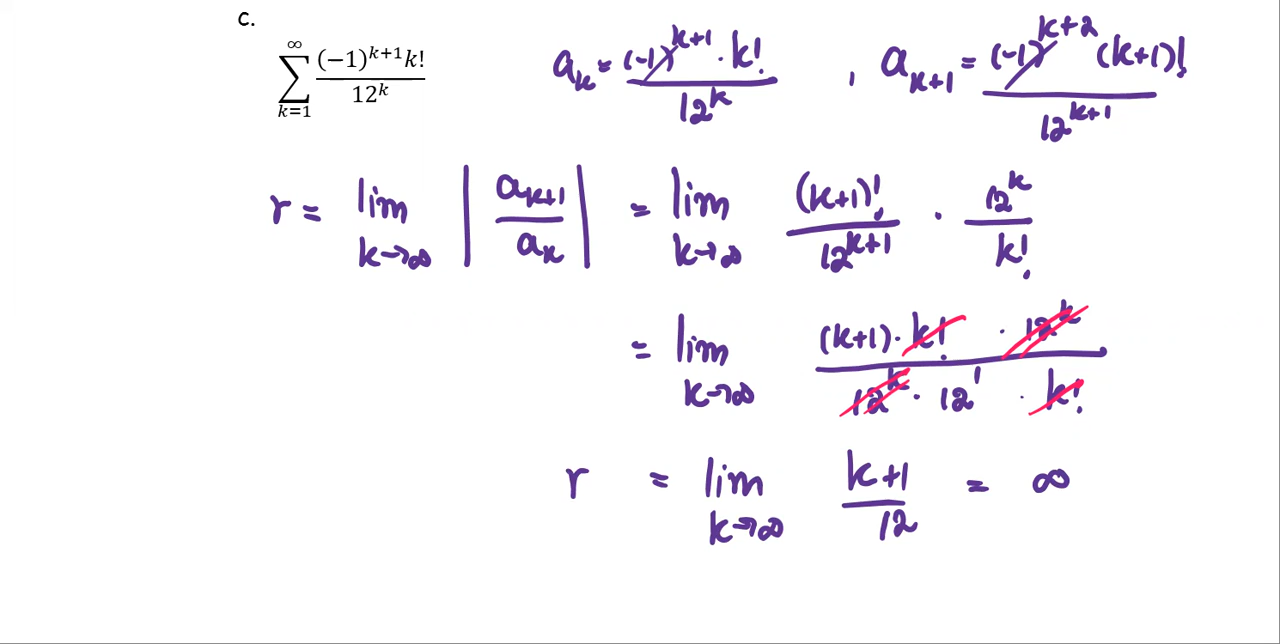 c.
∞
∑ (-1)^{k+1}k! / 12^k
k=1
a_k = (-1)^{k+1} · k! / 12^k , a_{k+1} = (-1)^{k+2} (k+1)! / 12^{k+1}
r = lim_{k→∞} | a_{k+1} / a_k | = lim_{k→∞} (k+1)! / 12^{k+1} · 12^k / k!
= lim_{k→∞} (k+1) · k! · 12^k / 12^k · 12^1 · k!
r = lim_{k→∞} k+1 / 12 = ∞